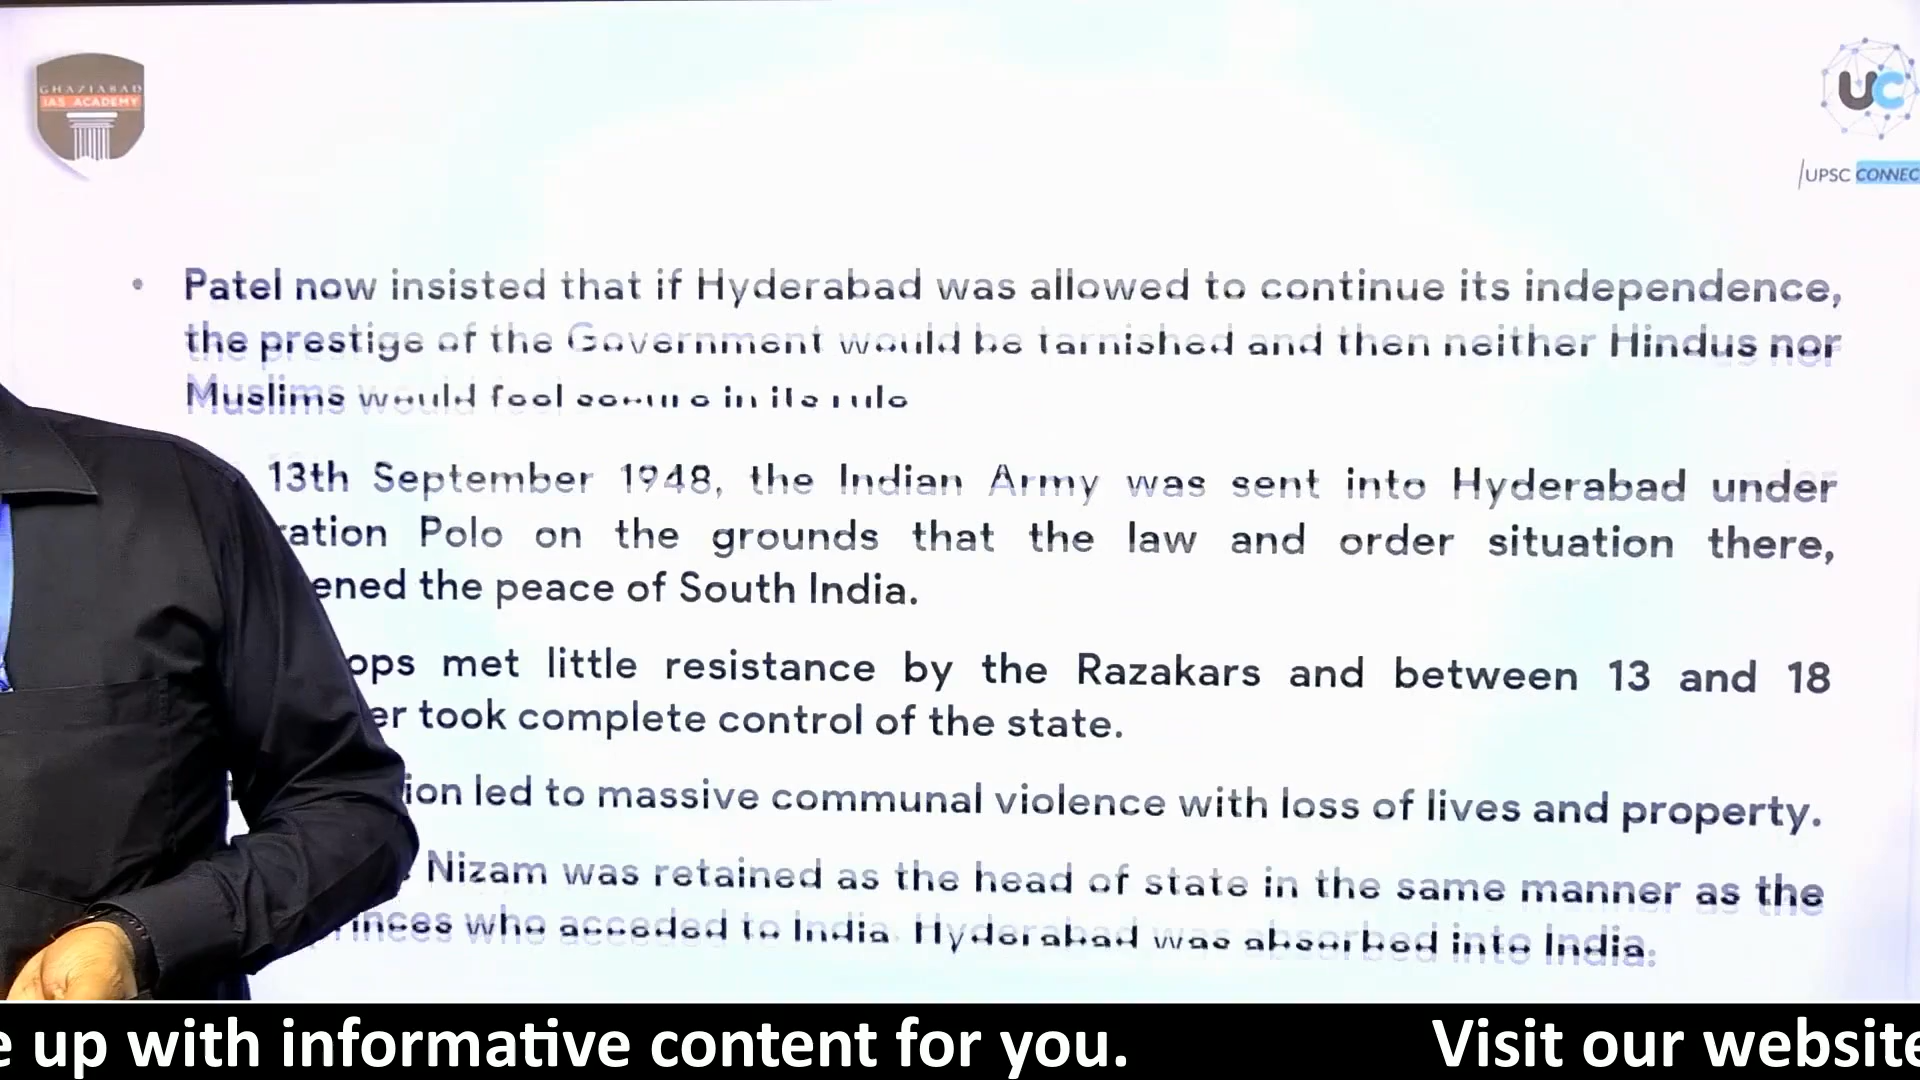 GHAZIABAD
IAS ACADEMY
UC
UPSC CONNEC
• Patel now insisted that if Hyderabad was allowed to continue its independence,
the prestige of the Government would be tarnished and then neither Hindus nor
Muslims would feel secure in its rule
13th September 1948, the Indian Army was sent into Hyderabad under
ration Polo on the grounds that the law and order situation there,
ened the peace of South India.
ops met little resistance by the Razakars and between 13 and 18
er took complete control of the state.
ion led to massive communal violence with loss of lives and property.
Nizam was retained as the head of state in the same manner as the
inces who acceded to India. Hyderabad was absorbed into India.
e up with informative content for you. Visit our website